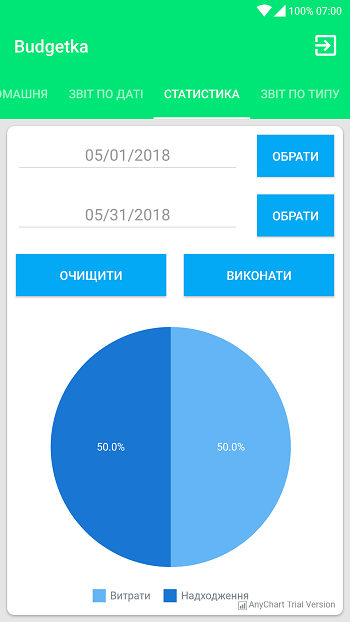 100% 07:00
Budgetka
ОМАШНЯ ЗВІТ ПО ДАТІ СТАТИСТИКА ЗВІТ ПО ТИПУ
05/01/2018 ОБРАТИ
05/31/2018 ОБРАТИ
ОЧИЩИТИ ВИКОНАТИ
50.0% 50.0%
Витрати Надходження
AnyChart Trial Version